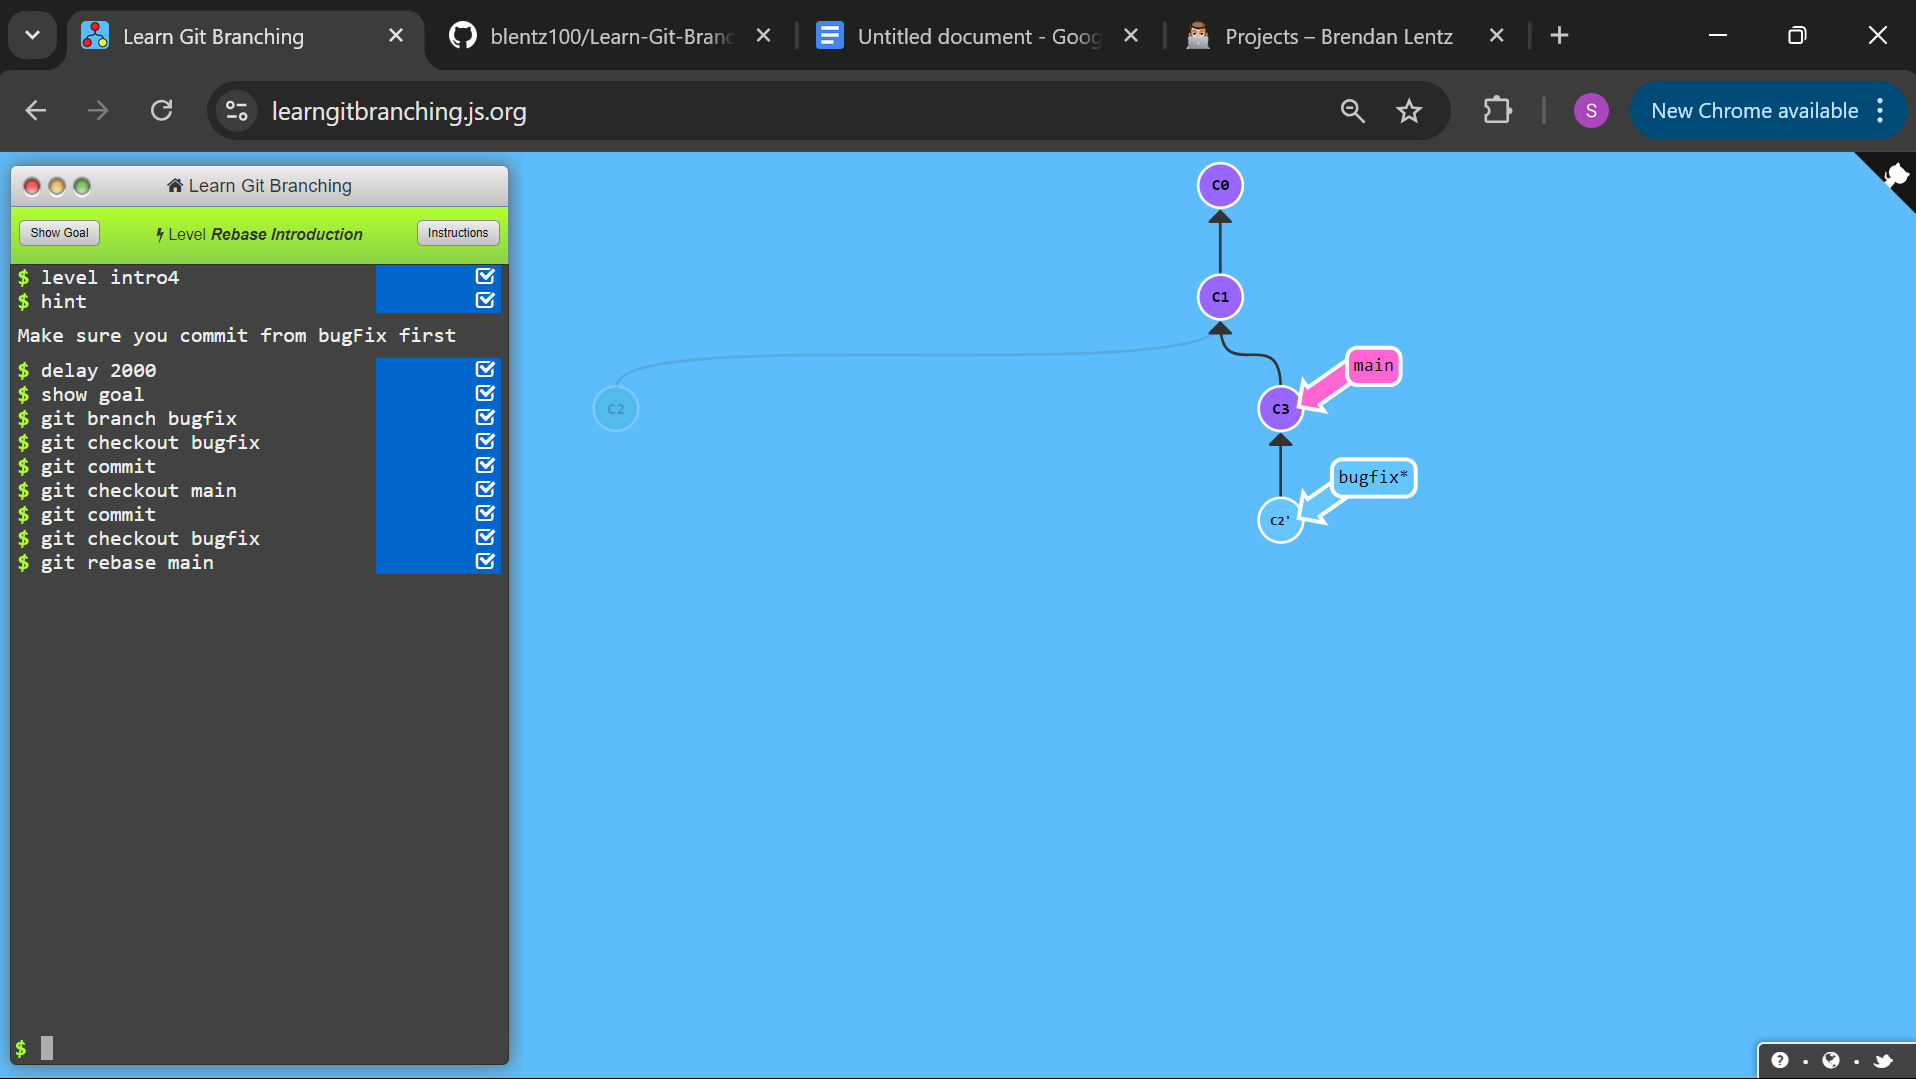 Learn Git Branching
blentz100/Learn-Git-Branc
Untitled document - Goog
Projects – Brendan Lentz
learngitbranching.js.org
S
New Chrome available
Learn Git Branching
Show Goal
Level Rebase Introduction
Instructions
$ level intro4
$ hint
Make sure you commit from bugFix first
$ delay 2000
$ show goal
$ git branch bugfix
$ git checkout bugfix
$ git commit
$ git checkout main
$ git commit
$ git checkout bugfix
$ git rebase main
$
C0
C1
main
C2
C3
bugfix*
C2'
?